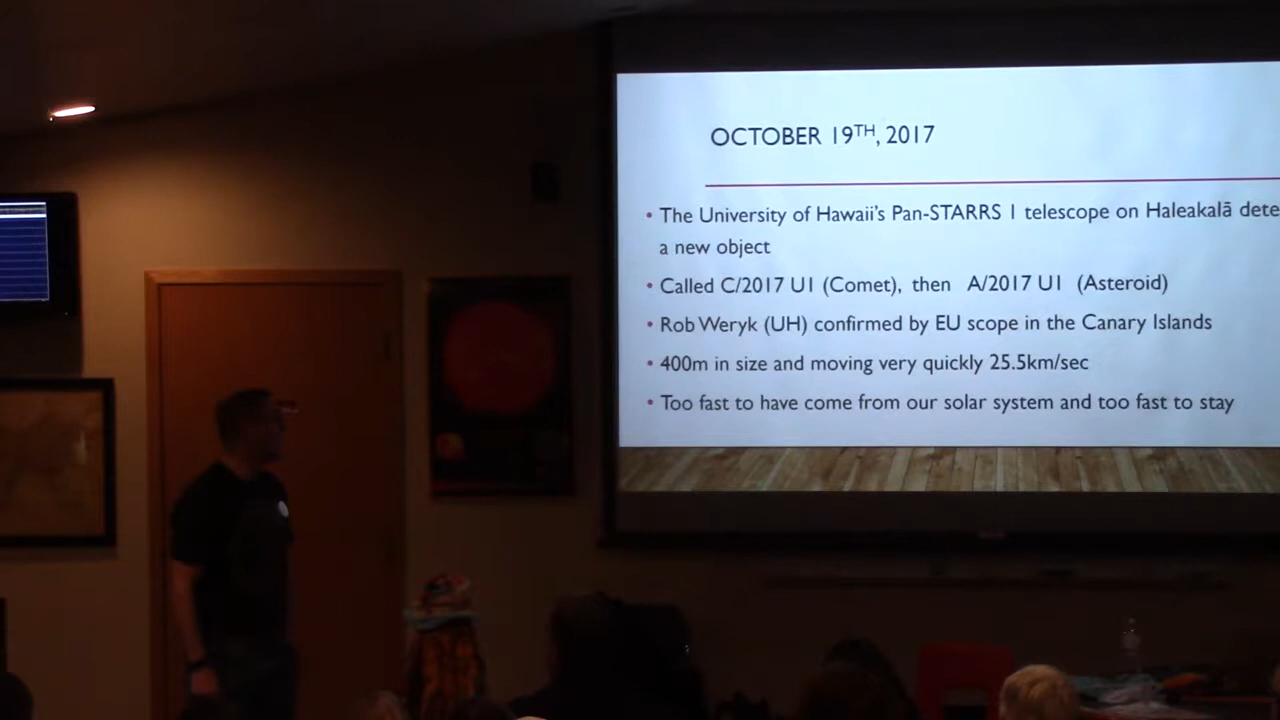 OCTOBER 19TH, 2017
• The University of Hawaii's Pan-STARRS 1 telescope on Haleakalā dete
a new object
• Called C/2017 U1 (Comet), then A/2017 U1 (Asteroid)
• Rob Weryk (UH) confirmed by EU scope in the Canary Islands
• 400m in size and moving very quickly 25.5km/sec
• Too fast to have come from our solar system and too fast to stay